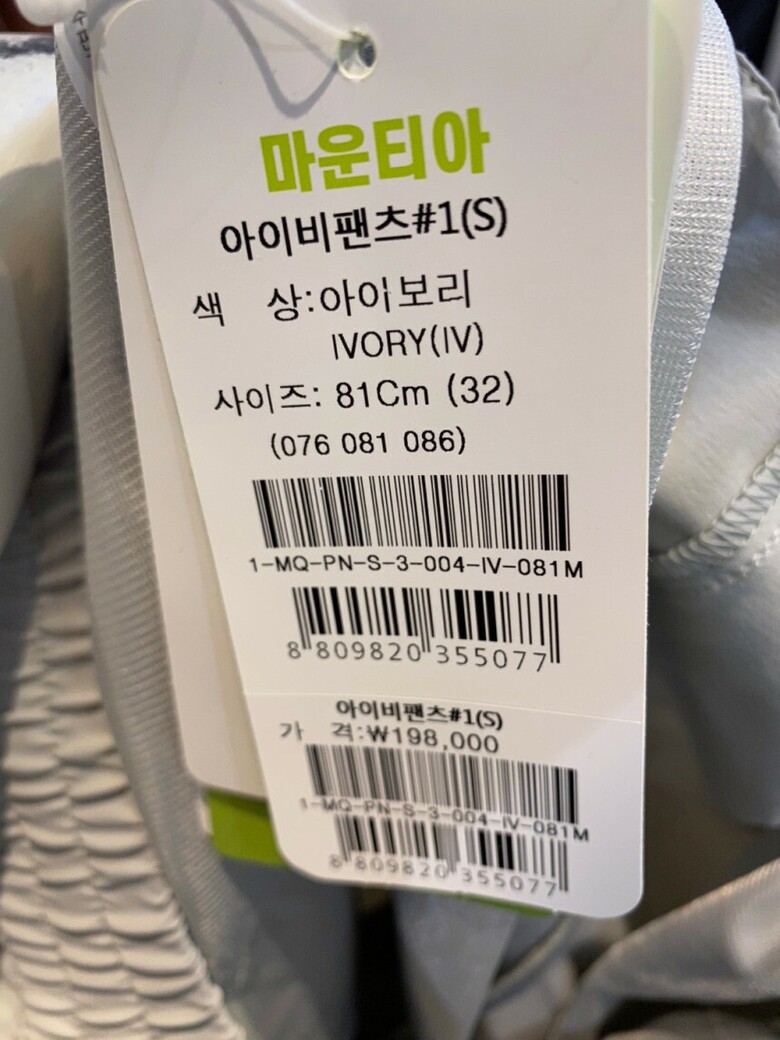 마운티아
아이비팬츠#1(S)
색 상:아이보리
IVORY(IV)
사이즈: 81Cm (32)
(076 081 086)
1-MQ-PN-S-3-004-IV-081M
8 809820 355077
아이비팬츠#1(S)
가 격:₩198,000
1-MQ-PN-S-3-004-IV-081M
8 809820 355077